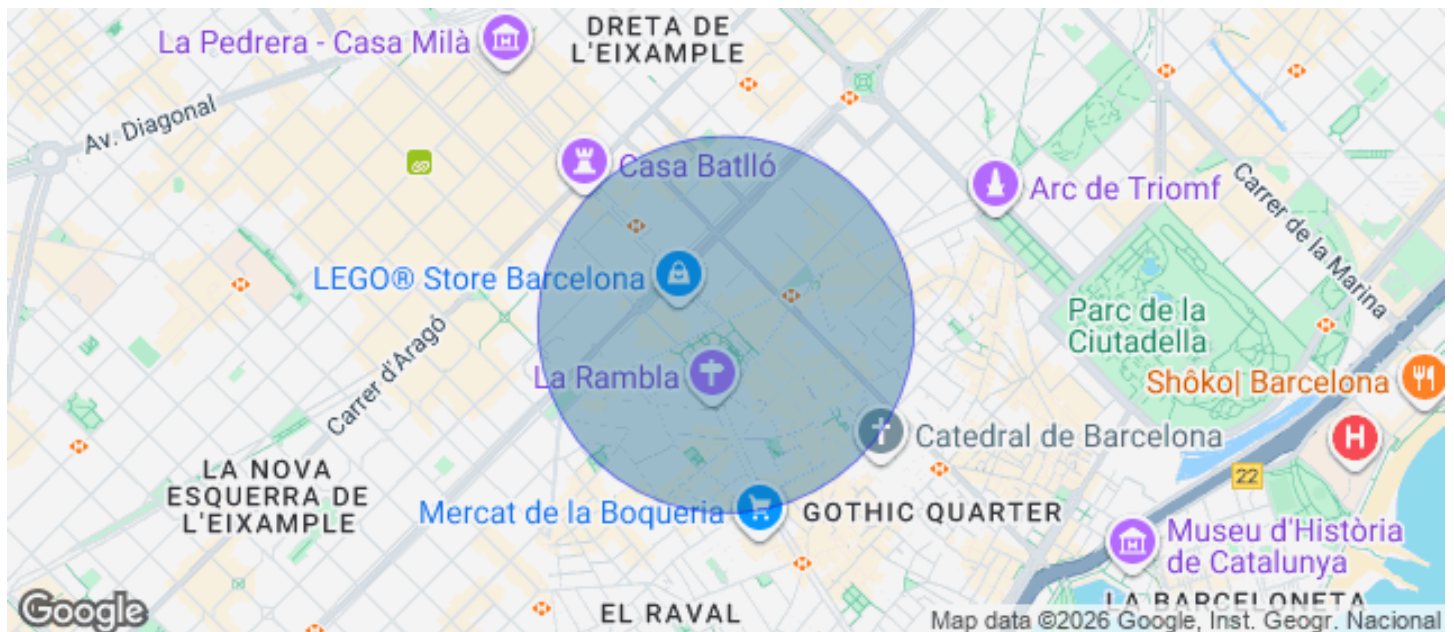 DRETA DE
L'EIXAMPLE
La Pedrera - Casa Milà
Av. Diagonal
Casa Batlló
Arc de Triomf
Carrer de la Marina
LEGO® Store Barcelona
Parc de la
Ciutadella
Carrer d'Aragó
La Rambla
Shôko| Barcelona
H
Catedral de Barcelona
LA NOVA
ESQUERRA DE
L'EIXAMPLE
22
Mercat de la Boqueria
GOTHIC QUARTER
Museu d'Història
de Catalunya
LA BARCELONETA
EL RAVAL
Google
Map data ©2026 Google, Inst. Geogr. Nacional